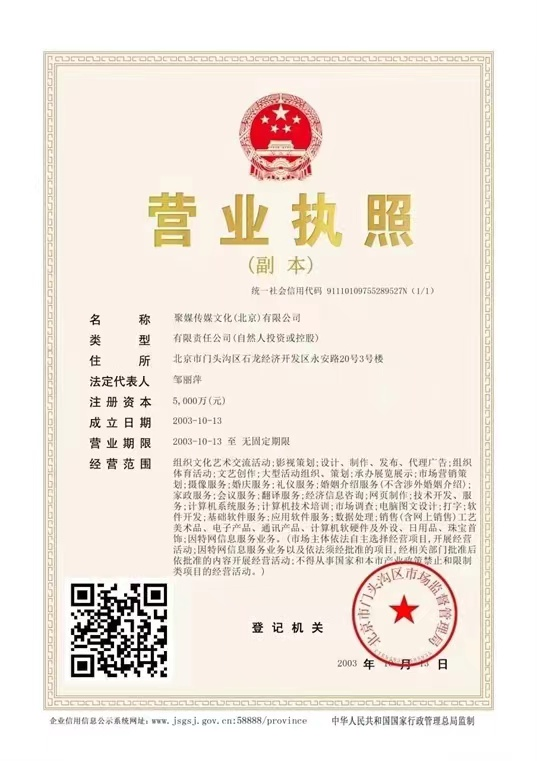 营业执照
(副 本)
统一社会信用代码 91110109755289527N（1/1）
名 称 聚媒传媒文化(北京)有限公司
类 型 有限责任公司(自然人投资或控股)
住 所 北京市门头沟区石龙经济开发区永安路20号3号楼
法定代表人 邹丽萍
注册资本 5,000万(元)
成立日期 2003-10-13
营业期限 2003-10-13 至 无固定期限
经营范围 组织文化艺术交流活动;影视策划;设计、制作、发布、代理广告;组织
体育活动;文艺创作;大型活动组织、策划;承办展览展示;市场营销策
划;摄像服务;婚庆服务;礼仪服务;婚姻介绍服务(不含涉外婚姻介绍);
家政服务;会议服务;翻译服务;经济信息咨询;网页制作;技术开发、服
务;计算机系统服务;计算机技术培训;市场调查;电脑图文设计;打字;软
件开发;基础软件服务;应用软件服务;数据处理;销售(含网上销售)工艺
美术品、电子产品、通讯产品、计算机软硬件及外设、日用品、珠宝首
饰;因特网信息服务业务。(市场主体依法自主选择经营项目,开展经营
活动;因特网信息服务业务以及依法须经批准的项目,经相关部门批准后
依批准的内容开展经营活动;不得从事国家和本市产业政策禁止和限制
类项目的经营活动。)
北京市门头沟区市场监督管理局
登记机关
2003 年 10 月 13 日
企业信用信息公示系统网址:www.jsgsj.gov.cn:58888/province
中华人民共和国国家行政管理总局监制